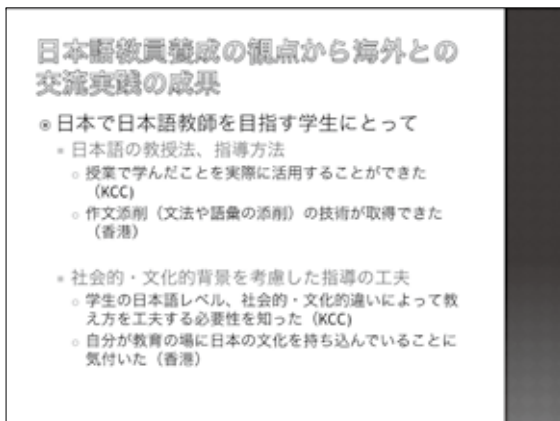 日本語教員養成の観点から海外との
交流実践の成果
日本で日本語教師を目指す学生にとって
日本語の教授法、指導方法
授業で学んだことを実際に活用することができた
（KCC)
作文添削（文法や語彙の添削）の技術が取得できた
（香港）
社会的・文化的背景を考慮した指導の工夫
学生の日本語レベル、社会的・文化的違いによって教
え方を工夫する必要性を知った（KCC)
自分が教育の場に日本の文化を持ち込んでいることに
気付いた（香港）